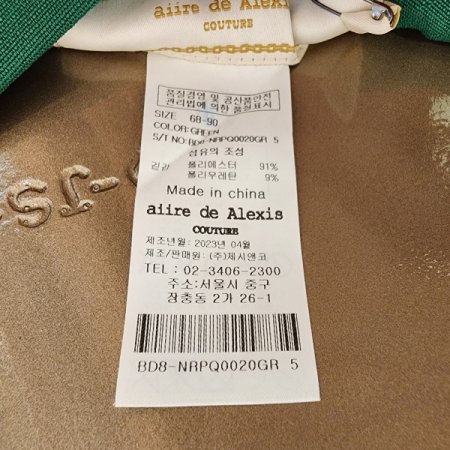 aiire de Alexis
COUTURE
품질경영 및 공산품안전
관리법에 의한 품질표시
SIZE 68-90
COLOR:GREEN
S/T NO:BD8-NRPQ0020GR 5
섬유의 조성
겉감 폴리에스터 91%
폴리우레탄 9%
Made in china
aiire de Alexis
COUTURE
제조년월: 2023년 04월
제조/판매원: (주)제시앤코
TEL : 02-3406-2300
주소:서울시 중구
장충동 2가 26-1
BD8-NRPQ0020GR 5